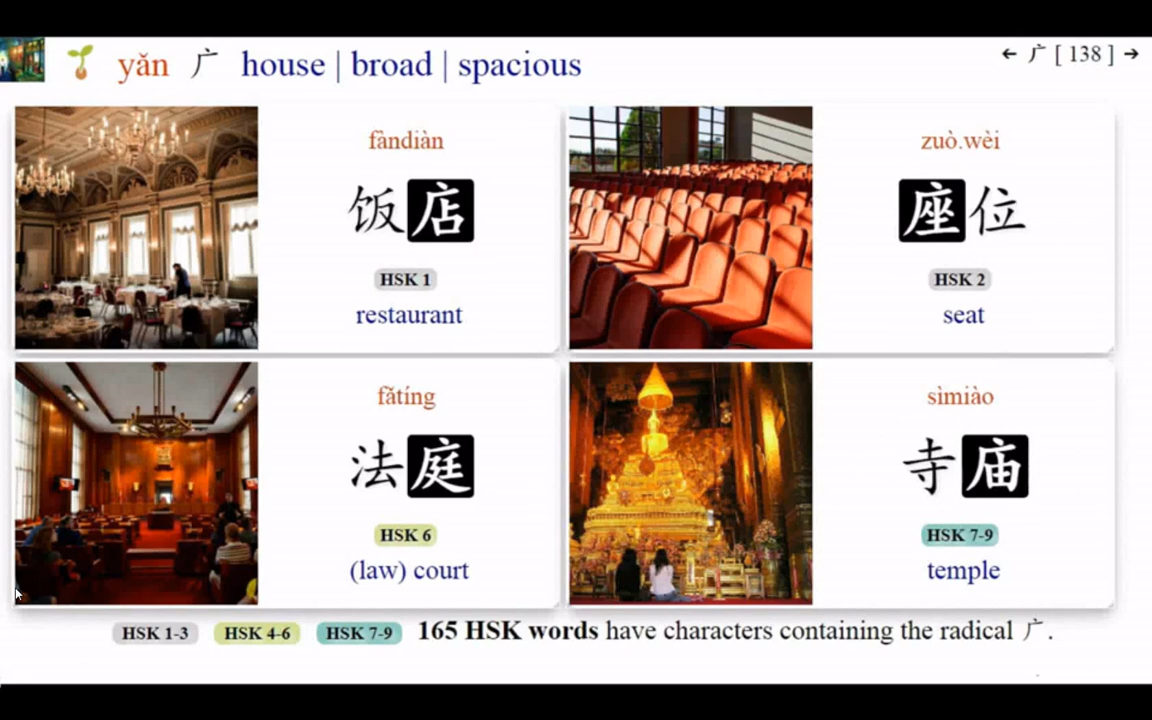 yǎn 广 house | broad | spacious
← 广 [ 138 ] →
fàndiàn
饭店
HSK 1
restaurant
zuò.wèi
座位
HSK 2
seat
fǎtíng
法庭
HSK 6
(law) court
sìmiào
寺庙
HSK 7-9
temple
HSK 1-3 HSK 4-6 HSK 7-9 165 HSK words have characters containing the radical 广.